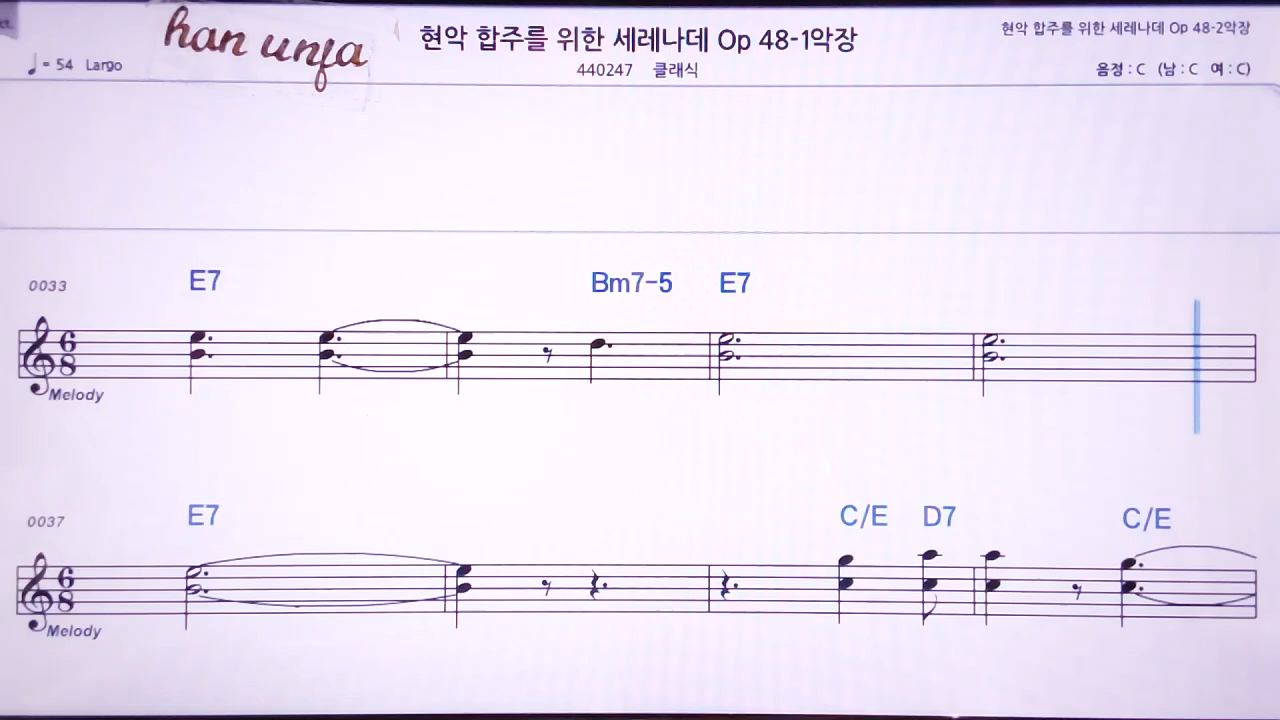 han unfa
현악 합주를 위한 세레나데 Op 48-1악장
현악 합주를 위한 세레나데 Op 48-2악장
♩= 54 Largo
440247 클래식
음정 : C (남 : C 여 : C)
E7 Bm7-5 E7
0033
6
8
Melody
E7 C/E D7 C/E
0037
6
8
Melody